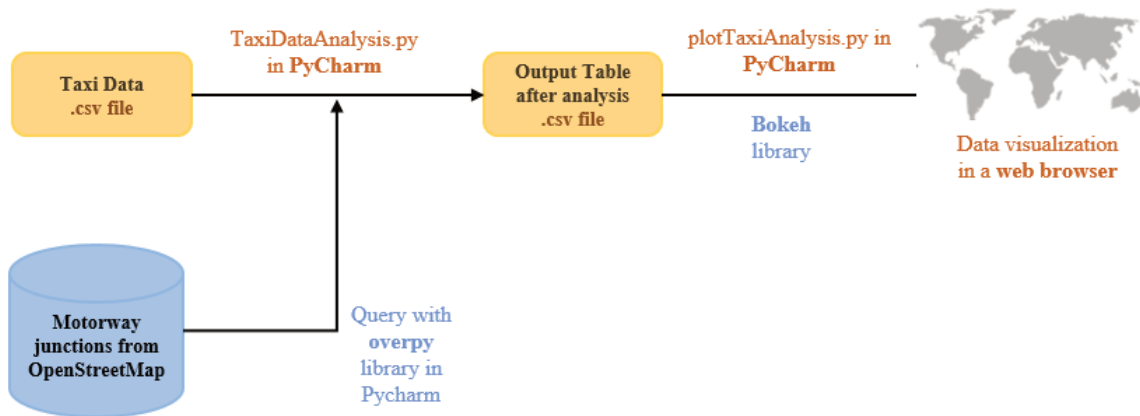 TaxiDataAnalysis.py
in PyCharm
plotTaxiAnalysis.py in
PyCharm
Taxi Data
.csv file
Output Table
after analysis
.csv file
Bokeh
library
Data visualization
in a web browser
Motorway
junctions from
OpenStreetMap
Query with
overpy
library in
Pycharm